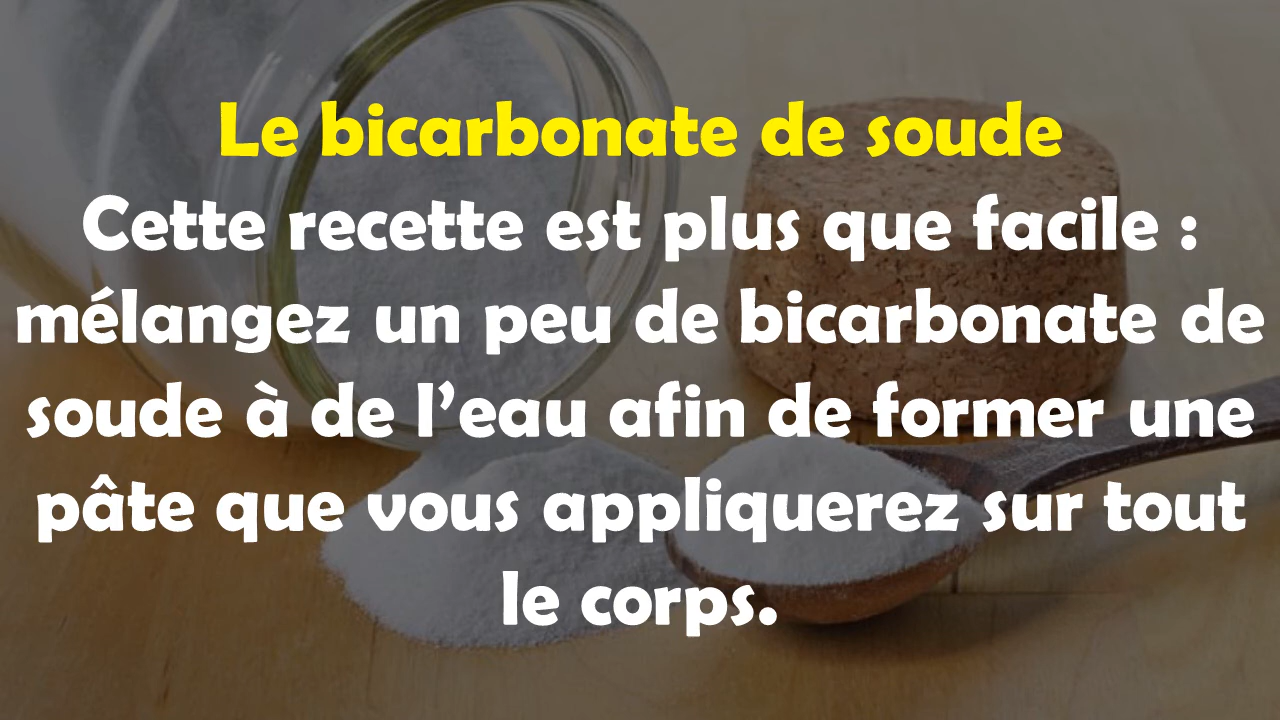 Le bicarbonate de soude
Cette recette est plus que facile :
mélangez un peu de bicarbonate de
soude à de l’eau afin de former une
pâte que vous appliquerez sur tout
le corps.